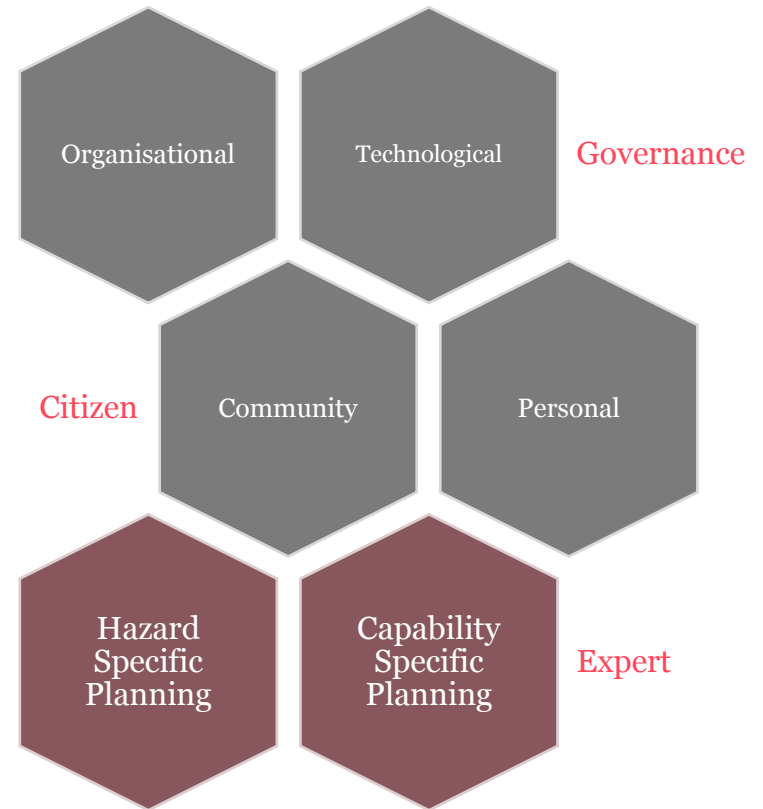 Organisational
Technological
Governance
Citizen
Community
Personal
Hazard
Specific
Planning
Capability
Specific
Planning
Expert